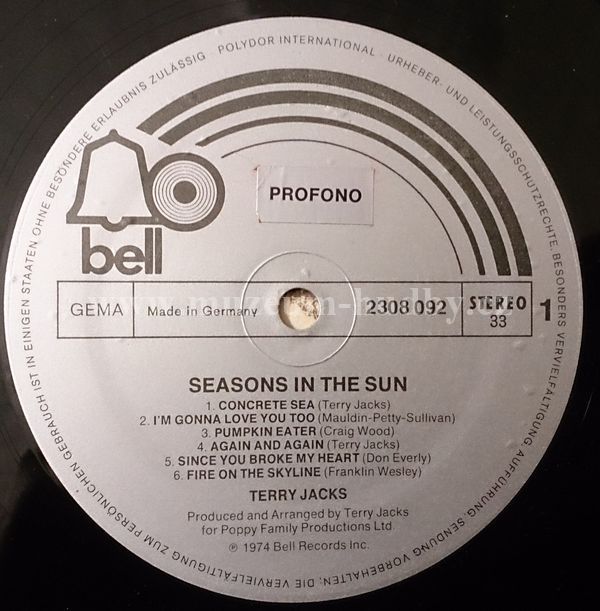 DIE VERVIELFÄLTIGUNG ZUM PERSÖNLICHEN GEBRAUCH IST IN EINIGEN STAATEN OHNE BESONDERE ERLAUBNIS ZULÄSSIG - POLYDOR INTERNATIONAL - URHEBER- UND LEISTUNGSSCHUTZRECHTE, BESONDERS VERVIELFÄLTIGUNG, AUFFÜHRUNG, SENDUNG VORBEHALTEN;
bell
PROFONO
GEMA
Made in Germany
2308 092
STEREO
33
1
SEASONS IN THE SUN
1. CONCRETE SEA (Terry Jacks)
2. I'M GONNA LOVE YOU TOO (Mauldin-Petty-Sullivan)
3. PUMPKIN EATER (Craig Wood)
4. AGAIN AND AGAIN (Terry Jacks)
5. SINCE YOU BROKE MY HEART (Don Everly)
6. FIRE ON THE SKYLINE (Franklin Wesley)
TERRY JACKS
Produced and Arranged by Terry Jacks
for Poppy Family Productions Ltd.
℗ 1974 Bell Records Inc.